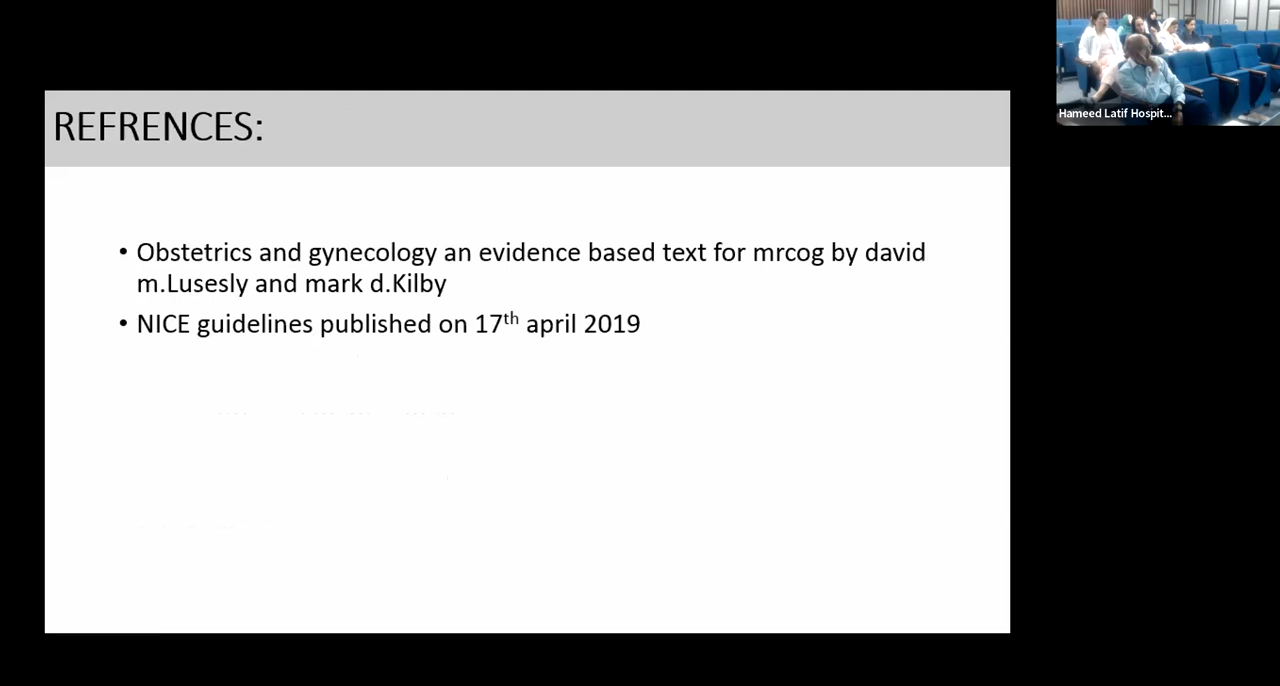 REFRENCES:
• Obstetrics and gynecology an evidence based text for mrcog by david
m.Lusesly and mark d.Kilby
• NICE guidelines published on 17th april 2019
Hameed Latif Hospit...